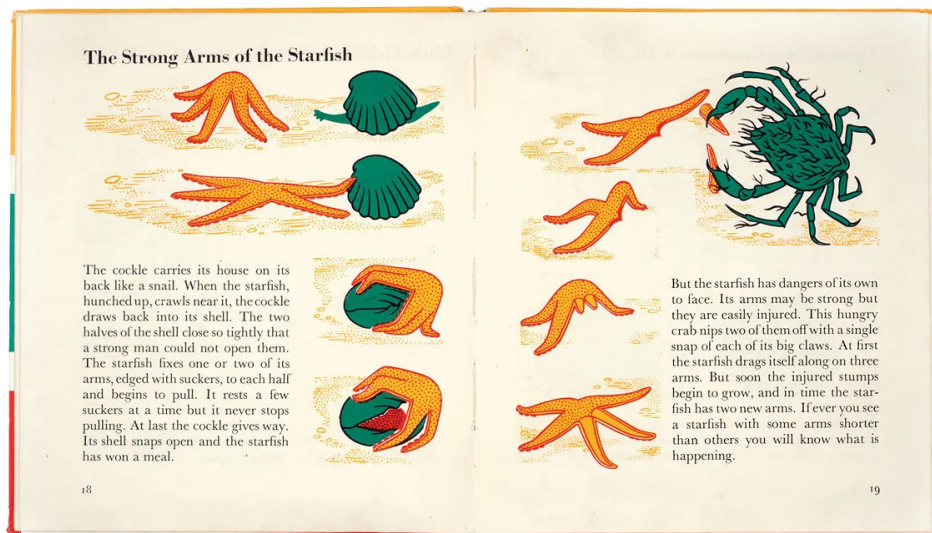 The Strong Arms of the Starfish
The cockle carries its house on its
back like a snail. When the starfish,
hunched up, crawls near it, the cockle
draws back into its shell. The two
halves of the shell close so tightly that
a strong man could not open them.
The starfish fixes one or two of its
arms, edged with suckers, to each half
and begins to pull. It rests a few
suckers at a time but it never stops
pulling. At last the cockle gives way.
Its shell snaps open and the starfish
has won a meal.
18
But the starfish has dangers of its own
to face. Its arms may be strong but
they are easily injured. This hungry
crab nips two of them off with a single
snap of each of its big claws. At first
the starfish drags itself along on three
arms. But soon the injured stumps
begin to grow, and in time the star-
fish has two new arms. If ever you see
a starfish with some arms shorter
than others you will know what is
happening.
19